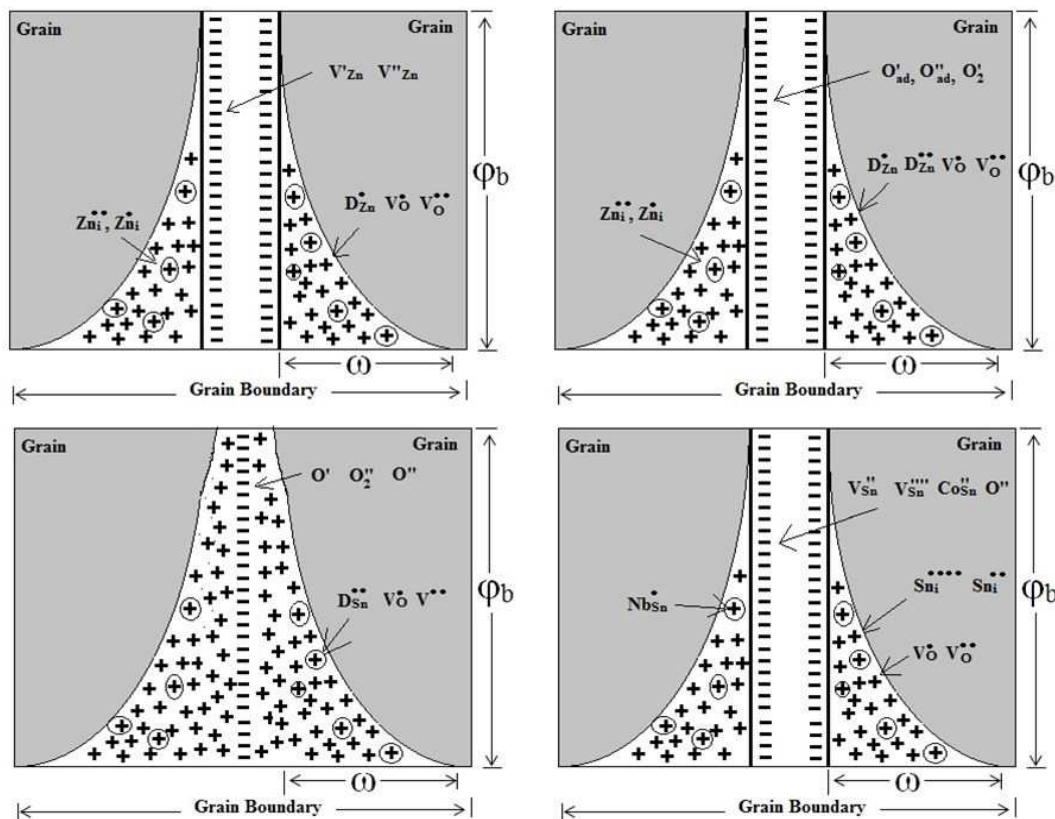 Grain Grain
V'Zn V''Zn
φb
Zn••i, Zn•i
D•Zn V•O V••O
ω
Grain Boundary
Grain Grain
O'ad, O''ad, O'2
φb
D•Zn D••Zn V•O V••O
Zn••i, Zn•i
ω
Grain Boundary
Grain Grain
O' O''2 O''
φb
D••Sn V•O V••
ω
Grain Boundary
Grain Grain
V''Sn V''''Sn Co''Sn O''
φb
Sn••••i Sn••i
Nb•Sn
V•O V••O
ω
Grain Boundary